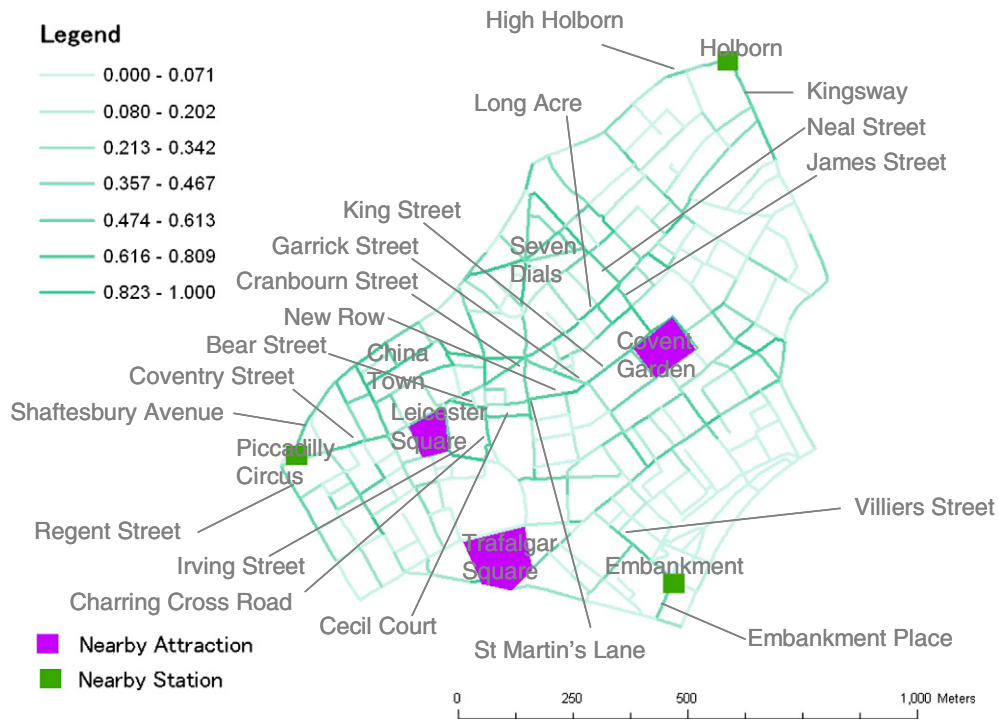 High Holborn
Legend
Holborn
0.000 - 0.071
Kingsway
Long Acre
0.080 - 0.202
Neal Street
0.213 - 0.342
James Street
0.357 - 0.467
King Street
0.474 - 0.613
Garrick Street
Seven
Dials
0.616 - 0.809
Cranbourn Street
0.823 - 1.000
New Row
Bear Street
China
Town
Covent
Garden
Coventry Street
Shaftesbury Avenue
Leicester
Square
Piccadilly
Circus
Villiers Street
Regent Street
Trafalgar
Square
Irving Street
Embankment
Charring Cross Road
Cecil Court
St Martin's Lane
Embankment Place
Nearby Attraction
Nearby Station
0 250 500 1,000 Meters